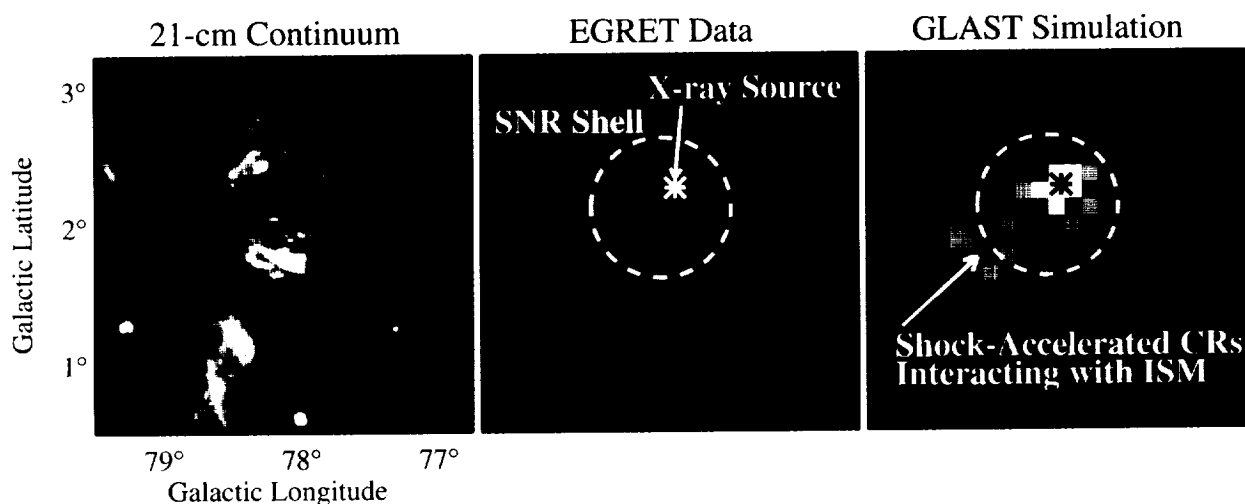 21-cm Continuum
EGRET Data
GLAST Simulation
3°
2°
1°
Galactic Latitude
79°
78°
77°
Galactic Longitude
X-ray Source
SNR Shell
Shock-Accelerated CRs
Interacting with ISM